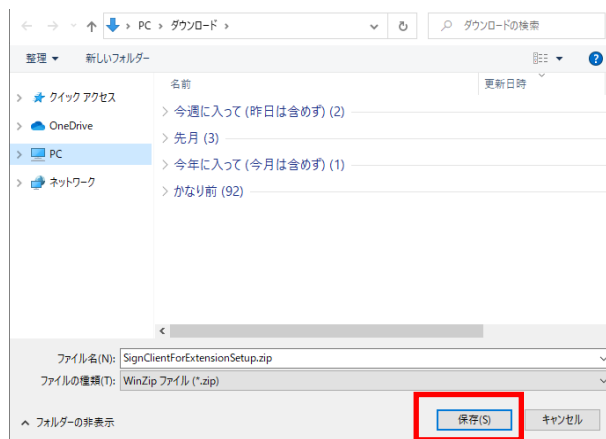 PC › ダウンロード ›
ダウンロードの検索
整理 新しいフォルダー
名前 更新日時
クイック アクセス
OneDrive
PC
ネットワーク
今週に入って (昨日は含めず) (2)
先月 (3)
今年に入って (今月は含めず) (1)
かなり前 (92)
ファイル名(N): SignClientForExtensionSetup.zip
ファイルの種類(T): WinZip ファイル (*.zip)
フォルダーの非表示
保存(S) キャンセル